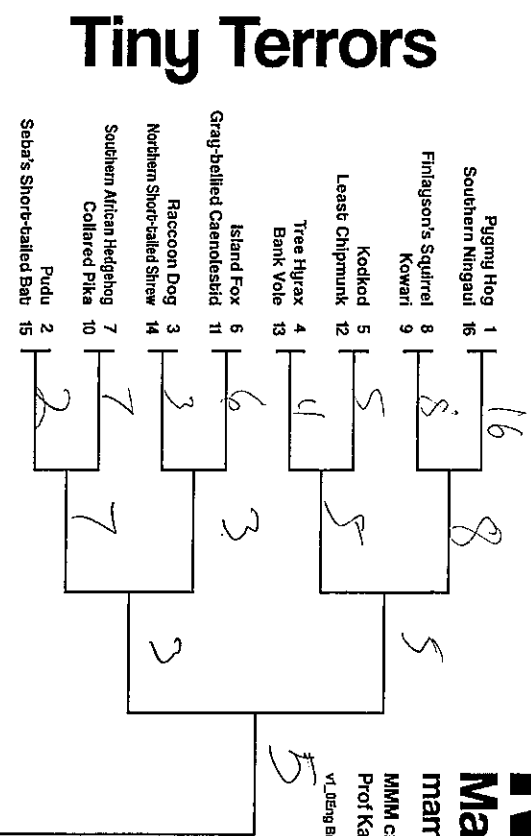 Tiny Terrors
Pygmy Hog 1
Southern Ningaui 16
Finlayson's Squirrel 8
Kowari 9
Kodkod 5
Least Chipmunk 12
Tree Hyrax 4
Bank Vole 13
Island Fox 6
Gray-bellied Caenolestid 11
Raccoon Dog 3
Northern Short-tailed Shrew 14
Southern African Hedgehog 7
Collared Pika 10
Pudu 2
Seba's Short-tailed Bat 15
16
8
5
4
6
3
7
2
8
5
3
7
5
3
5
Ma
mar
MMM c
Prof Ka